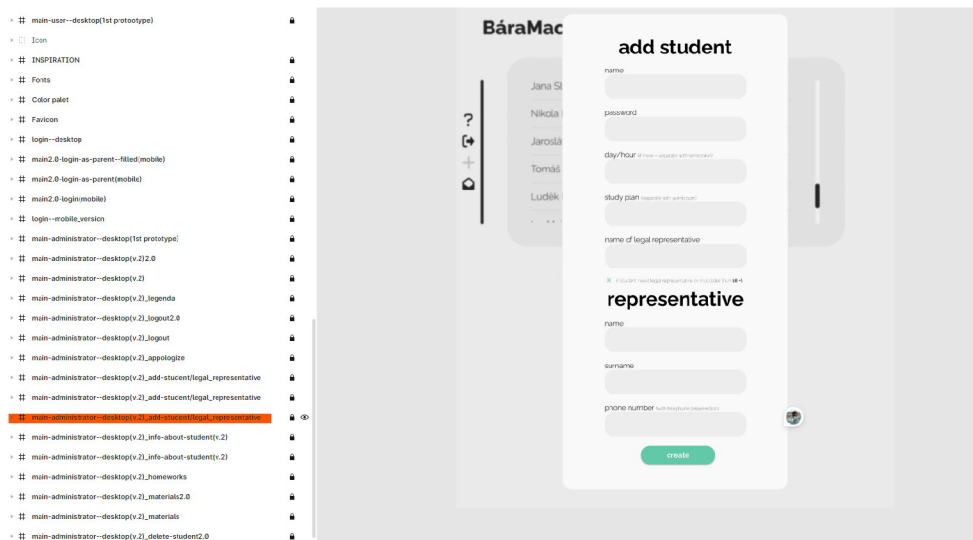 main-user--desktop(1st protootype)
Icon
INSPIRATION
Fonts
Color palet
Favicon
login--desktop
main2.0-login-as-parent--filled(mobile)
main2.0-login-as-parent(mobile)
main2.0-login(mobile)
login--mobile_version
main-administrator--desktop(1st prototype)
main-administrator--desktop(v.2)2.0
main-administrator--desktop(v.2)
main-administrator--desktop(v.2)_legenda
main-administrator--desktop(v.2)_logout2.0
main-administrator--desktop(v.2)_logout
main-administrator--desktop(v.2)_appologize
main-administrator--desktop(v.2)_add-stucent/legal_representative
main-administrator--desktop(v.2)_add-stucent/legal_representative
main-administrator--desktop(v.2)_add-stucent/legal_representative
main-administrator--desktop(v.2)_info-about-student(v.2)
main-administrator--desktop(v.2)_info-about-student(v.2)
main-administrator--desktop(v.2)_homeworks
main-administrator--desktop(v.2)_materials2.0
main-administrator--desktop(v.2)_materials
main-administrator--desktop(v.2)_delete-student2.0
BáraMac
Jana Sl
Nikola
Jaroslá
Tomáš
Luděk
add student
name
password
day/hour
study plan
name of legal representative
representative
name
surname
phone number
create